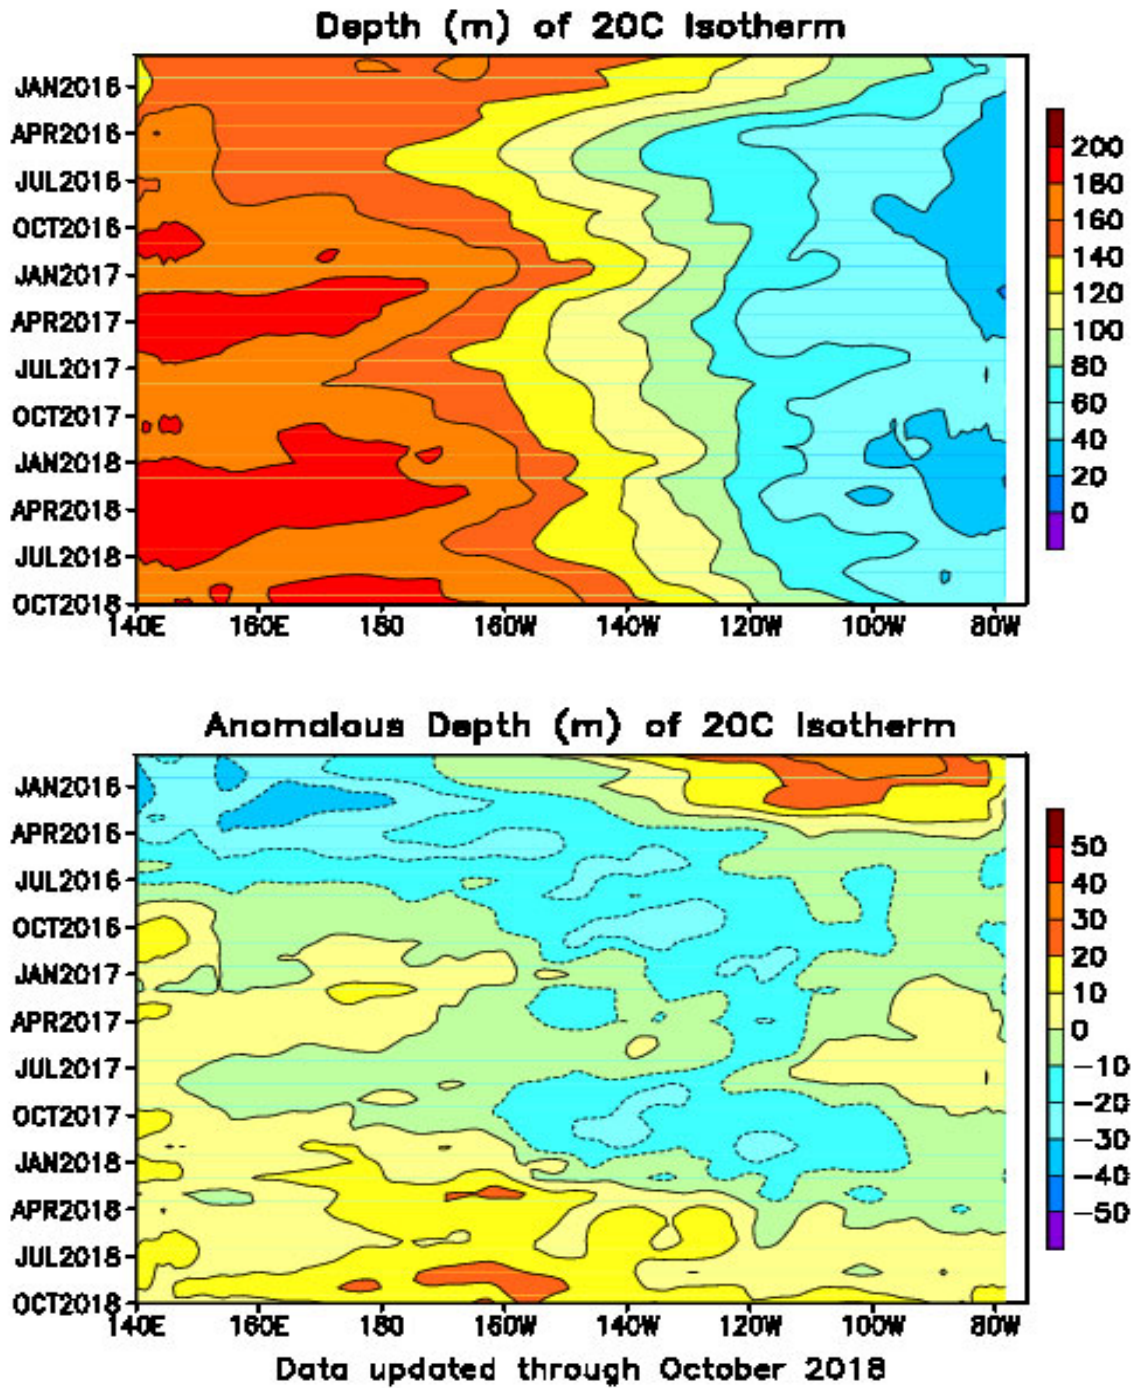 Depth (m) of 20C Isotherm
JAN2016
APR2016
JUL2016
OCT2016
JAN2017
APR2017
JUL2017
OCT2017
JAN2018
APR2018
JUL2018
OCT2018
140E 160E 180 160W 140W 120W 100W 80W
200
180
160
140
120
100
80
60
40
20
0
Anomalous Depth (m) of 20C Isotherm
JAN2016
APR2016
JUL2016
OCT2016
JAN2017
APR2017
JUL2017
OCT2017
JAN2018
APR2018
JUL2018
OCT2018
140E 160E 180 160W 140W 120W 100W 80W
50
40
30
20
10
0
-10
-20
-30
-40
-50
Data updated through October 2018